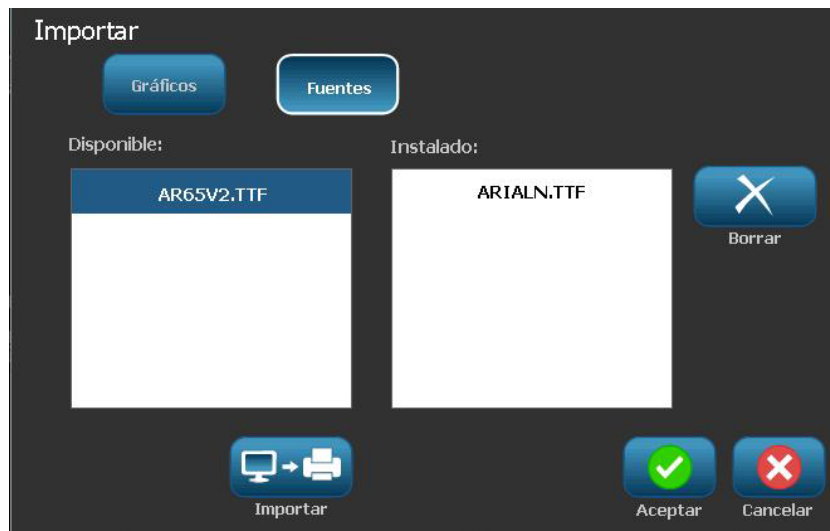 Importar
Gráficos
Fuentes
Disponible:
Instalado:
AR65V2.TTF
ARIALN.TTF
Borrar
Importar
Aceptar
Cancelar